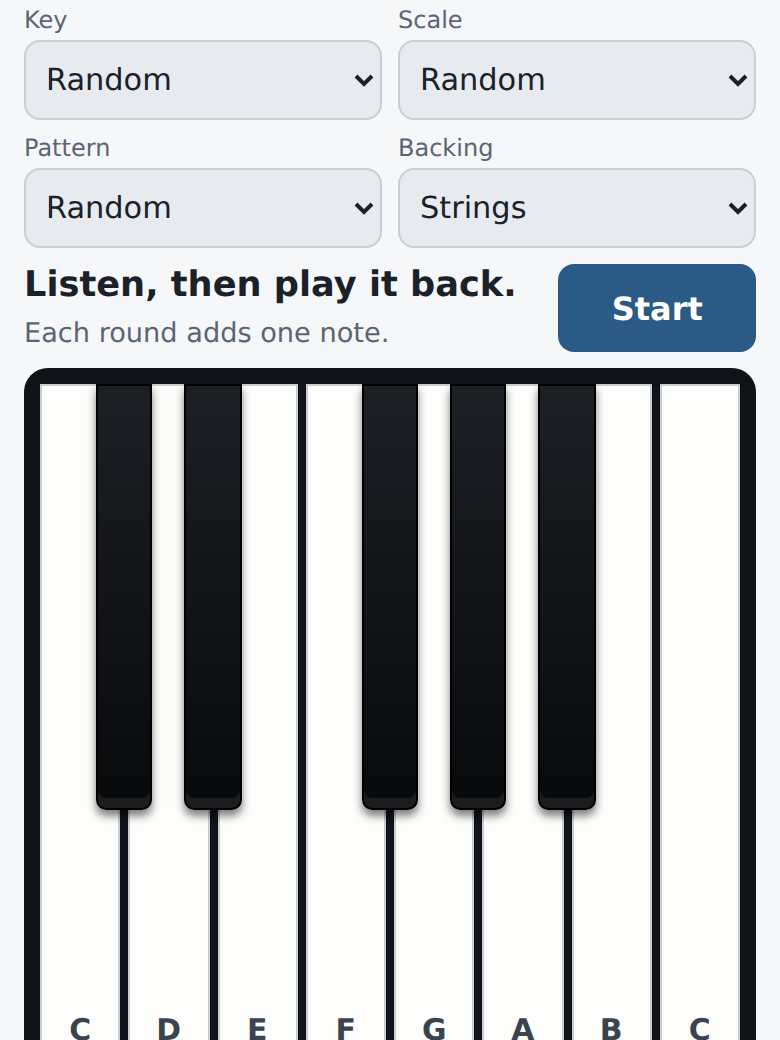 Key Scale
Random Random
Pattern Backing
Random Strings
Listen, then play it back.
Each round adds one note.
Start
C D E F G A B C